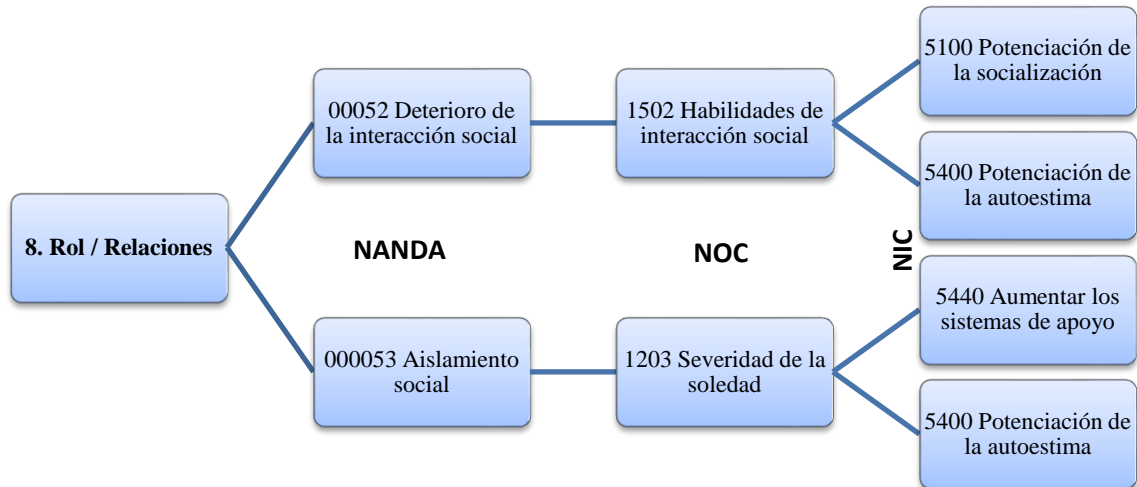 8. Rol / Relaciones
NANDA
00052 Deterioro de
la interacción social
000053 Aislamiento
social
NOC
1502 Habilidades de
interacción social
1203 Severidad de la
soledad
NIC
5100 Potenciación de
la socialización
5400 Potenciación de
la autoestima
5440 Aumentar los
sistemas de apoyo
5400 Potenciación de
la autoestima